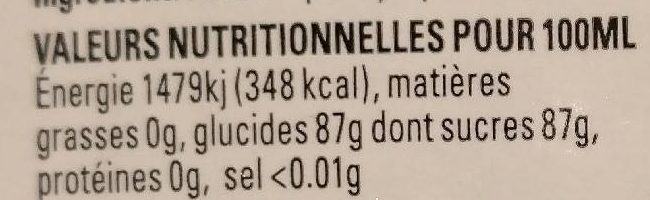 VALEURS NUTRITIONNELLES POUR 100ML
Énergie 1479kj (348 kcal), matières
grasses 0g, glucides 87g dont sucres 87g,
protéines 0g, sel <0.01g